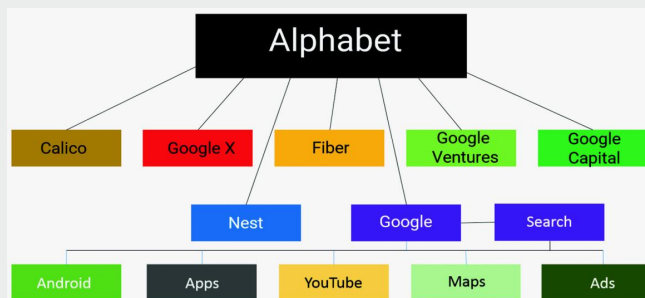 Alphabet
Calico
Google X
Fiber
Google
Ventures
Google
Capital
Nest
Google
Search
Android
Apps
YouTube
Maps
Ads